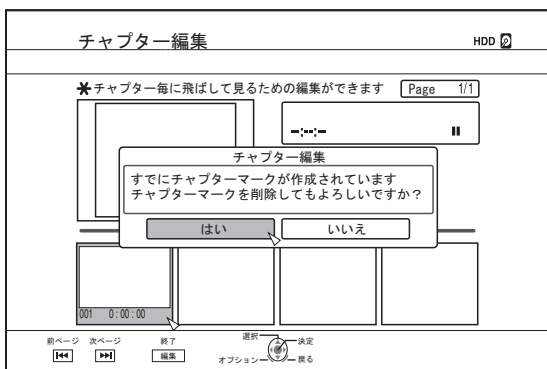 チャプター編集
HDD
チャプター毎に飛ばして見るための編集ができます
Page 1/1
--:--:--
チャプター編集
すでにチャプターマークが作成されています
チャプターマークを削除してもよろしいですか？
はい
いいえ
001 0:00:00
前ページ 次ページ 終了 選択 決定
編集
オプション 戻る